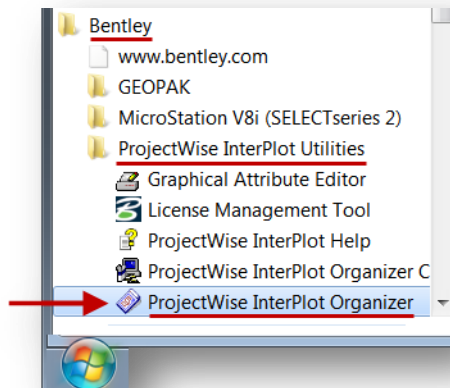 Bentley
www.bentley.com
GEOPAK
MicroStation V8i (SELECTseries 2)
ProjectWise InterPlot Utilities
Graphical Attribute Editor
License Management Tool
ProjectWise InterPlot Help
ProjectWise InterPlot Organizer C
ProjectWise InterPlot Organizer